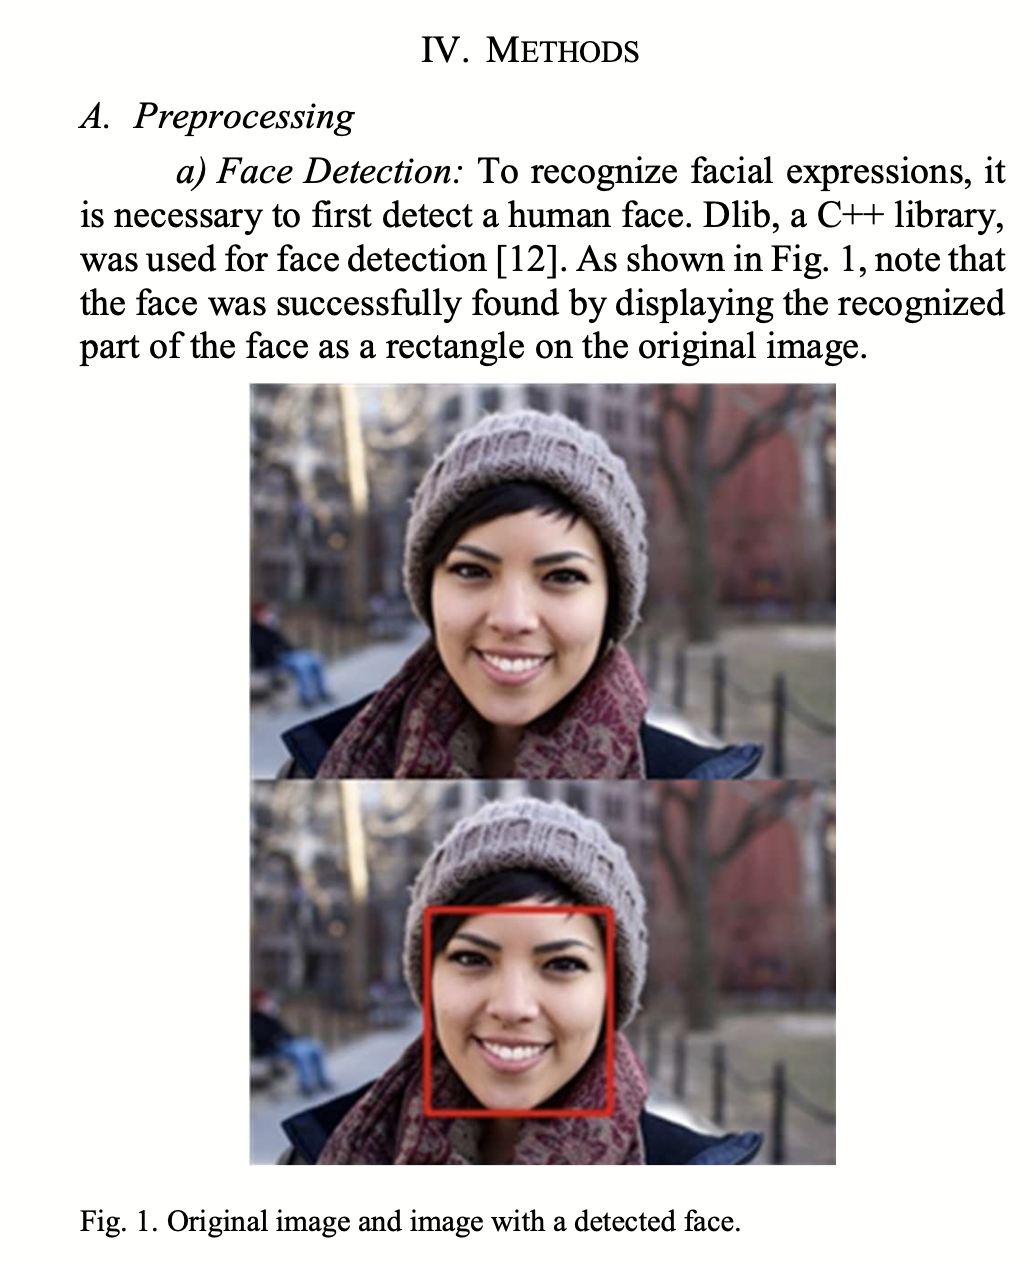 IV. METHODS
A. Preprocessing
a) Face Detection: To recognize facial expressions, it
is necessary to first detect a human face. Dlib, a C++ library,
was used for face detection [12]. As shown in Fig. 1, note that
the face was successfully found by displaying the recognized
part of the face as a rectangle on the original image.
Fig. 1. Original image and image with a detected face.